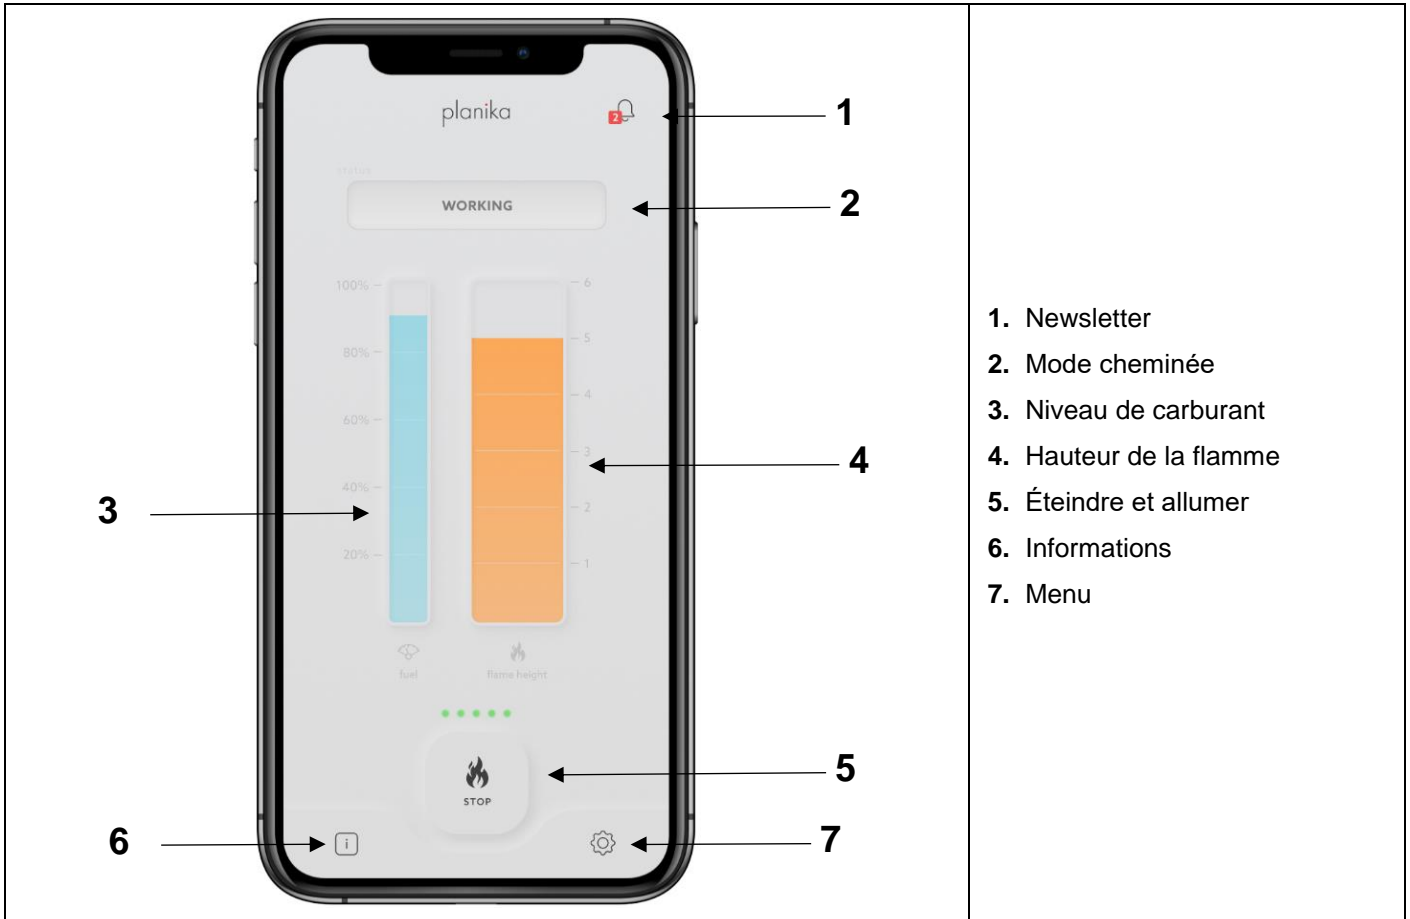 planika
2
1
status
WORKING
2
100%
80%
60%
40%
20%
6
5
4
3
2
1
3
4
fuel
flame height
STOP
5
i
6
7
1. Newsletter
2. Mode cheminée
3. Niveau de carburant
4. Hauteur de la flamme
5. Éteindre et allumer
6. Informations
7. Menu